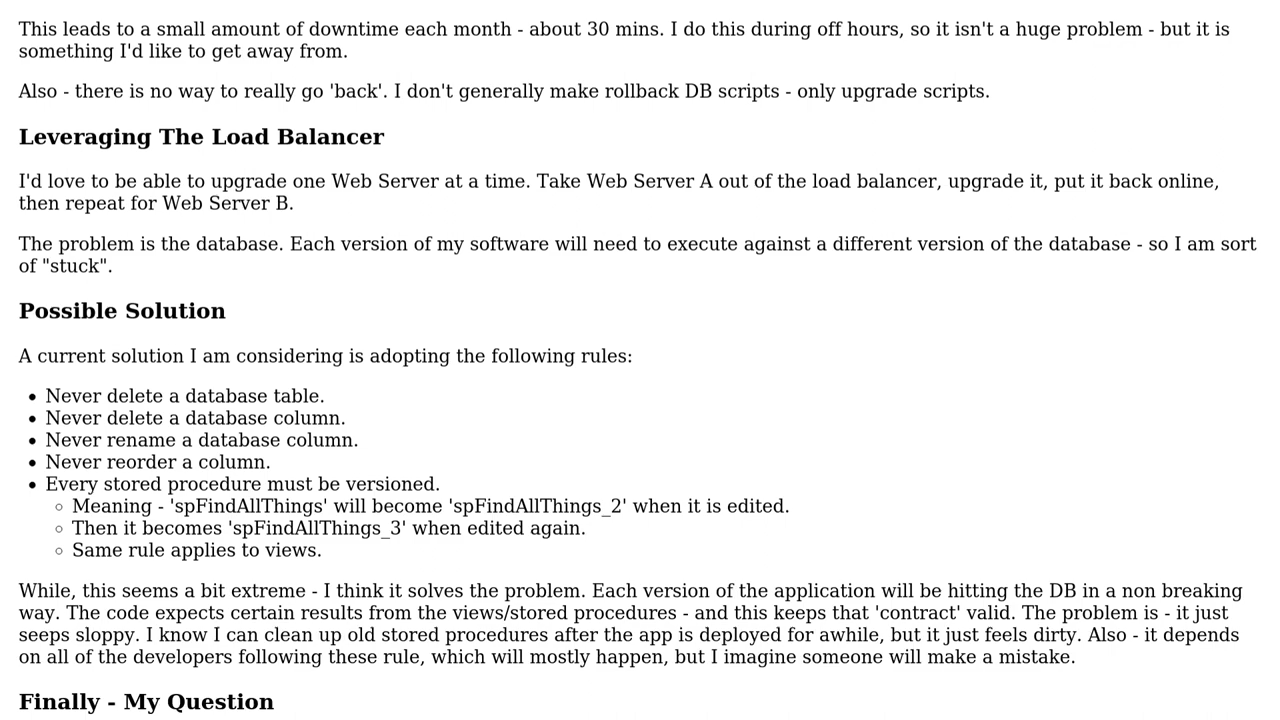 This leads to a small amount of downtime each month - about 30 mins. I do this during off hours, so it isn't a huge problem - but it is
something I'd like to get away from.
Also - there is no way to really go 'back'. I don't generally make rollback DB scripts - only upgrade scripts.
Leveraging The Load Balancer
I'd love to be able to upgrade one Web Server at a time. Take Web Server A out of the load balancer, upgrade it, put it back online,
then repeat for Web Server B.
The problem is the database. Each version of my software will need to execute against a different version of the database - so I am sort
of "stuck".
Possible Solution
A current solution I am considering is adopting the following rules:
• Never delete a database table.
• Never delete a database column.
• Never rename a database column.
• Never reorder a column.
• Every stored procedure must be versioned.
◦ Meaning - 'spFindAllThings' will become 'spFindAllThings_2' when it is edited.
◦ Then it becomes 'spFindAllThings_3' when edited again.
◦ Same rule applies to views.
While, this seems a bit extreme - I think it solves the problem. Each version of the application will be hitting the DB in a non breaking
way. The code expects certain results from the views/stored procedures - and this keeps that 'contract' valid. The problem is - it just
seeps sloppy. I know I can clean up old stored procedures after the app is deployed for awhile, but it just feels dirty. Also - it depends
on all of the developers following these rule, which will mostly happen, but I imagine someone will make a mistake.
Finally - My Question